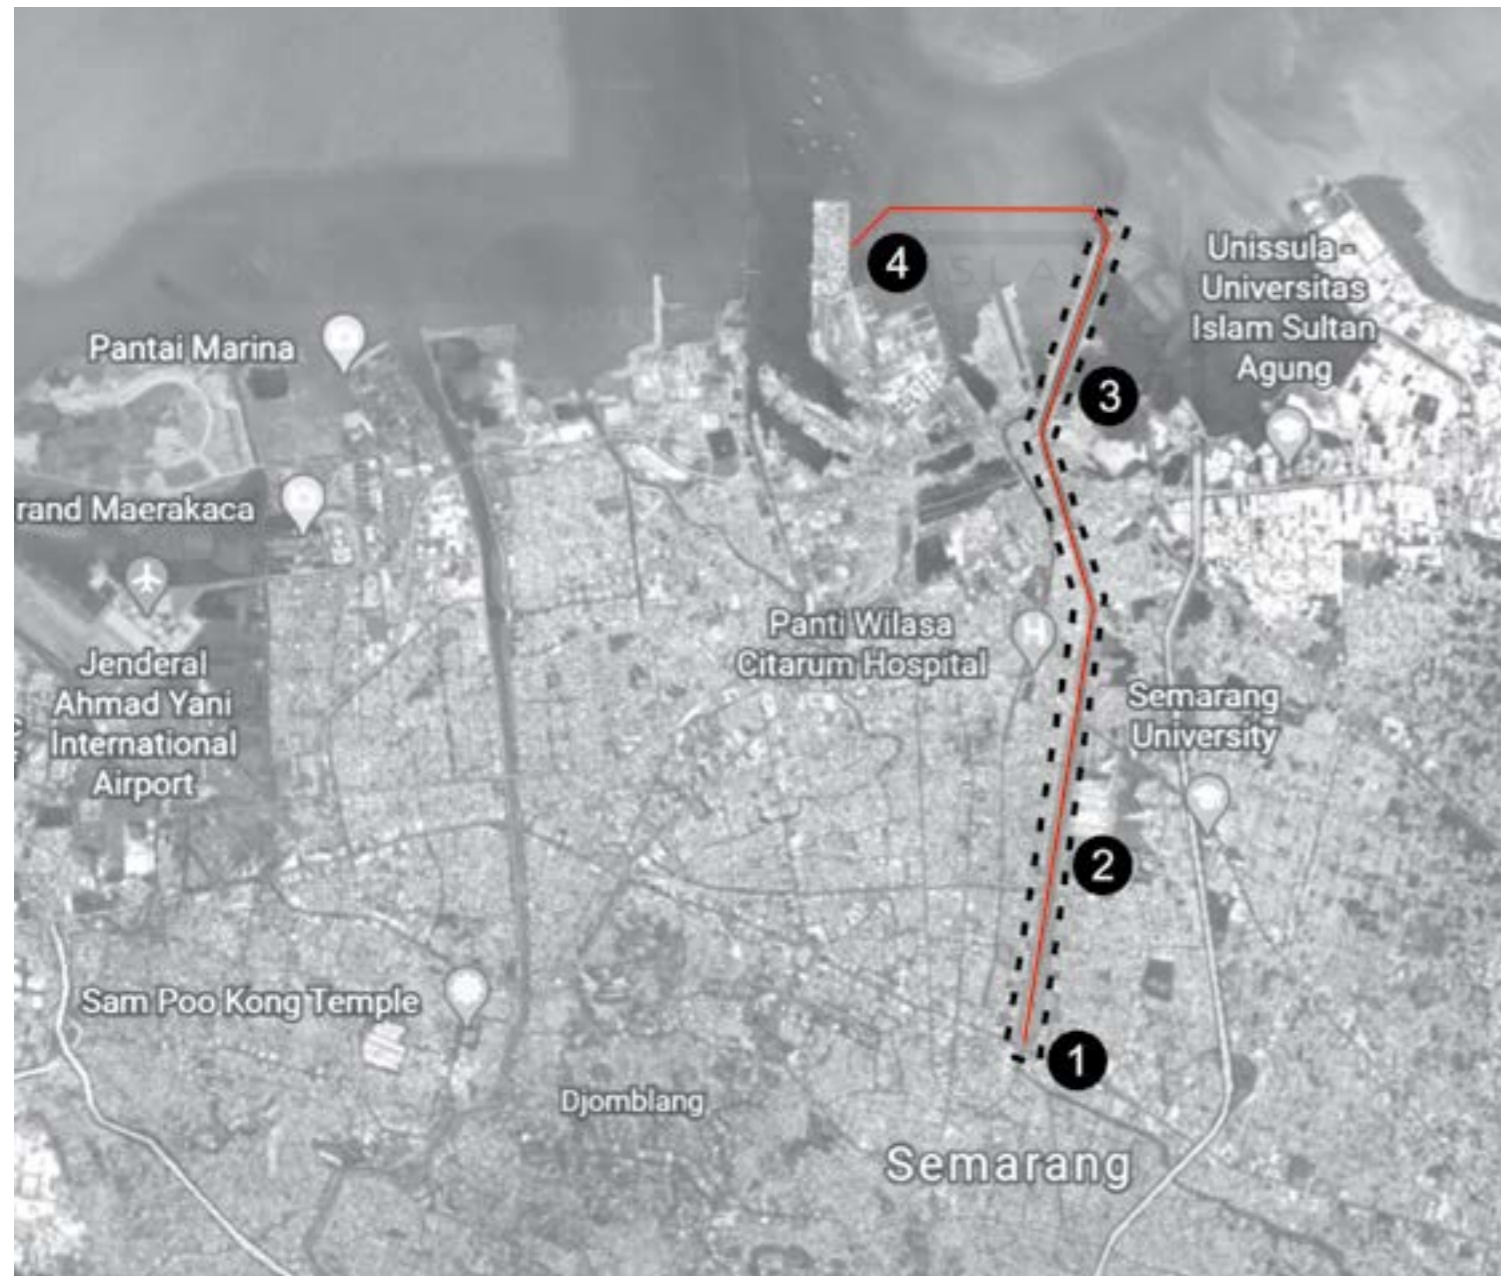 4
SLA
Unissula -
Universitas
Islam Sultan
Agung
Pantai Marina
3
rand Maerakaca
Panti Wilasa
Citarum Hospital
H
Jenderal
Ahmad Yani
International
Airport
Semarang
University
2
Sam Poo Kong Temple
1
Djomblang
Semarang